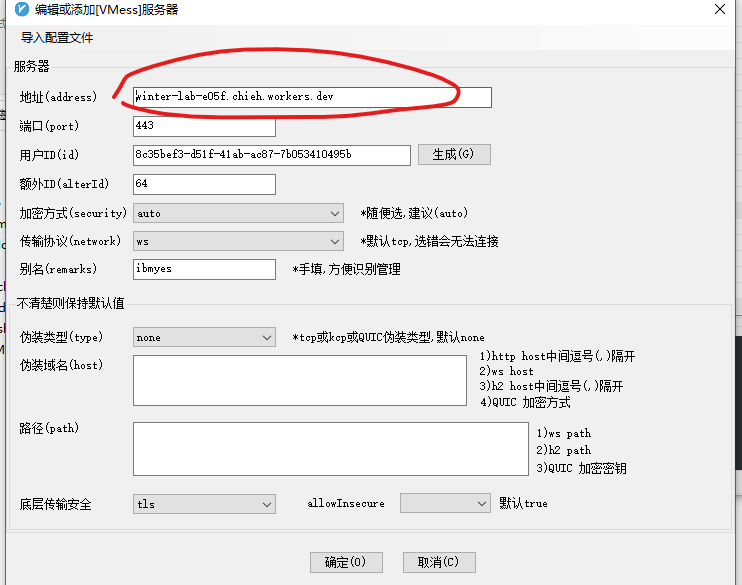 编辑或添加[VMess]服务器
导入配置文件
服务器
地址(address) winter-lab-e05f.chieh.workers.dev
端口(port) 443
用户ID(id) 8c35bef3-d51f-41ab-ac87-7b053410495b 生成(G)
额外ID(alterId) 64
加密方式(security) auto *随便选,建议(auto)
传输协议(network) ws *默认tcp,选错会无法连接
别名(remarks) ibmyes *手填,方便识别管理
不清楚则保持默认值
伪装类型(type) none *tcp或kcp或QUIC伪装类型,默认none
伪装域名(host)
1)http host中间逗号(,)隔开
2)ws host
3)h2 host中间逗号(,)隔开
4)QUIC 加密方式
路径(path)
1)ws path
2)h2 path
3)QUIC 加密密钥
底层传输安全 tls allowInsecure 默认true
确定(O) 取消(C)